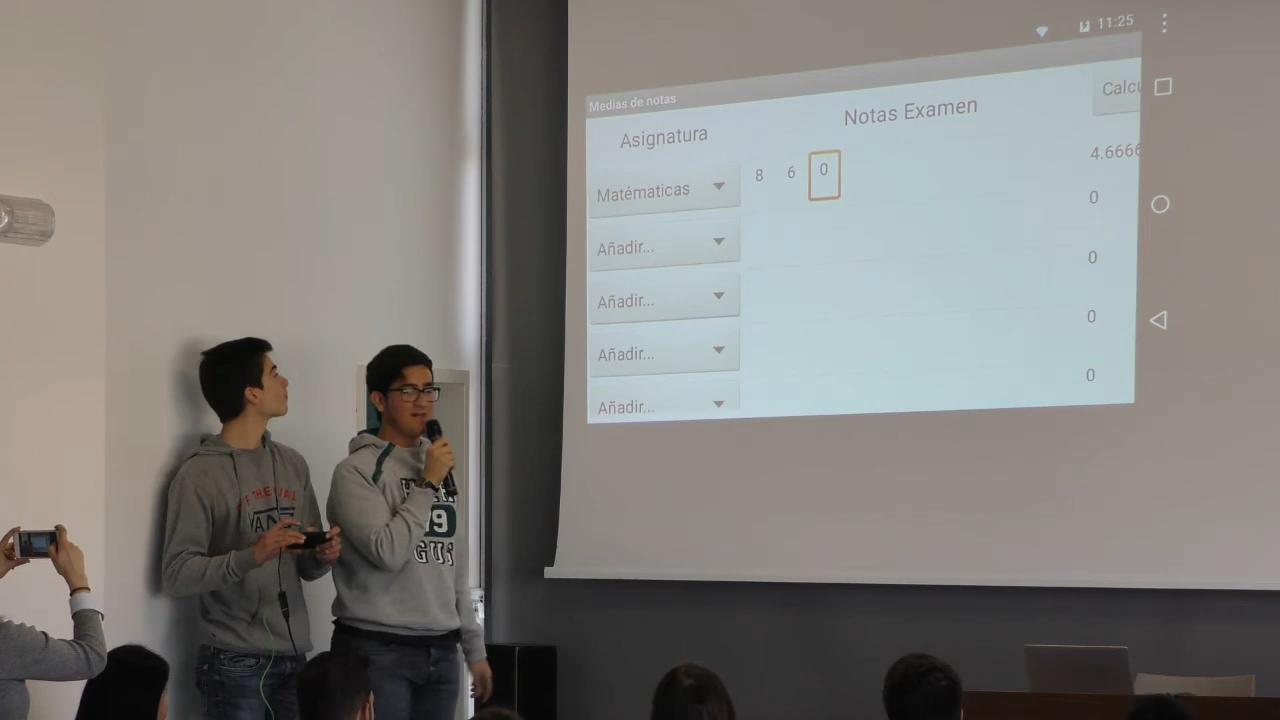 11:25
Medias de notas
Asignatura
Notas Examen
Calcu
Matématicas
8 6 0
4.6666
0
Añadir...
0
Añadir...
0
Añadir...
0
Añadir...
VANS